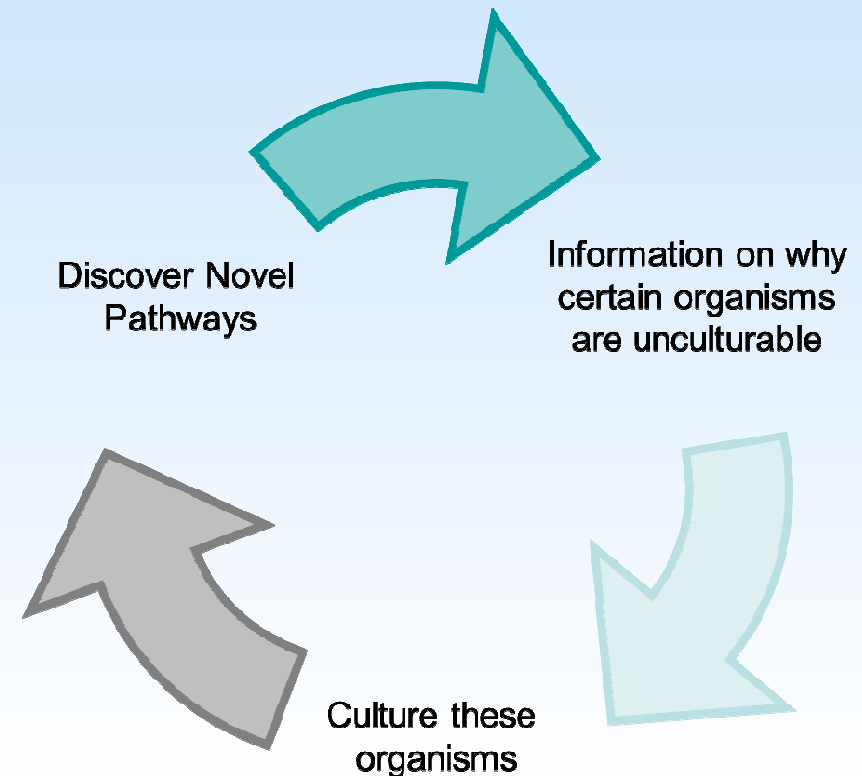 Discover Novel
Pathways
Information on why
certain organisms
are unculturable
Culture these
organisms